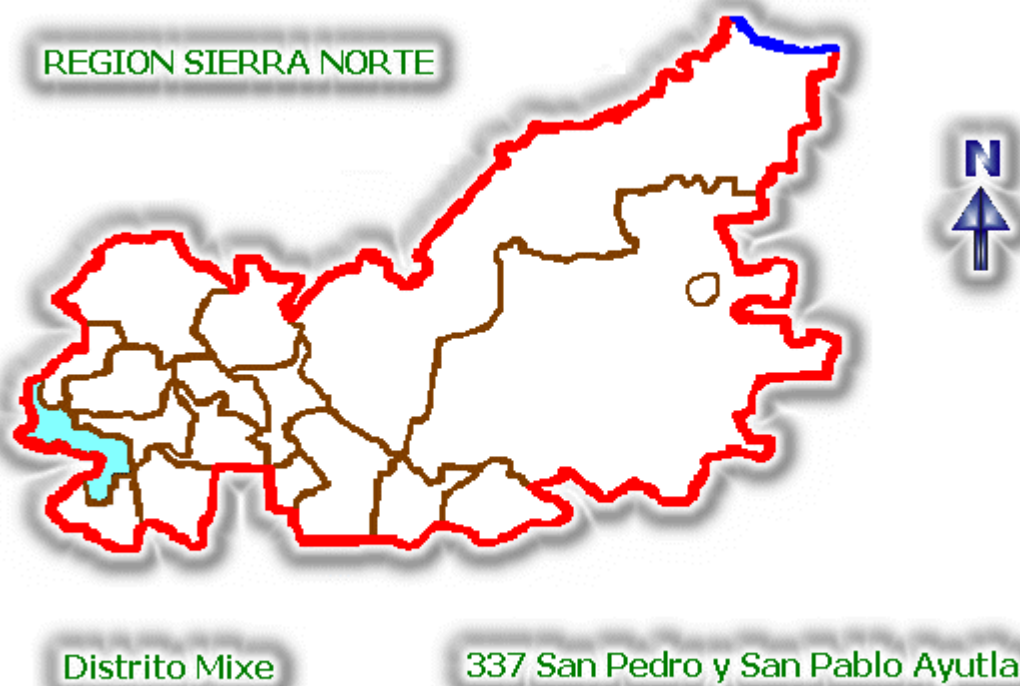 REGION SIERRA NORTE
N
Distrito Mixe
337 San Pedro y San Pablo Ayutla